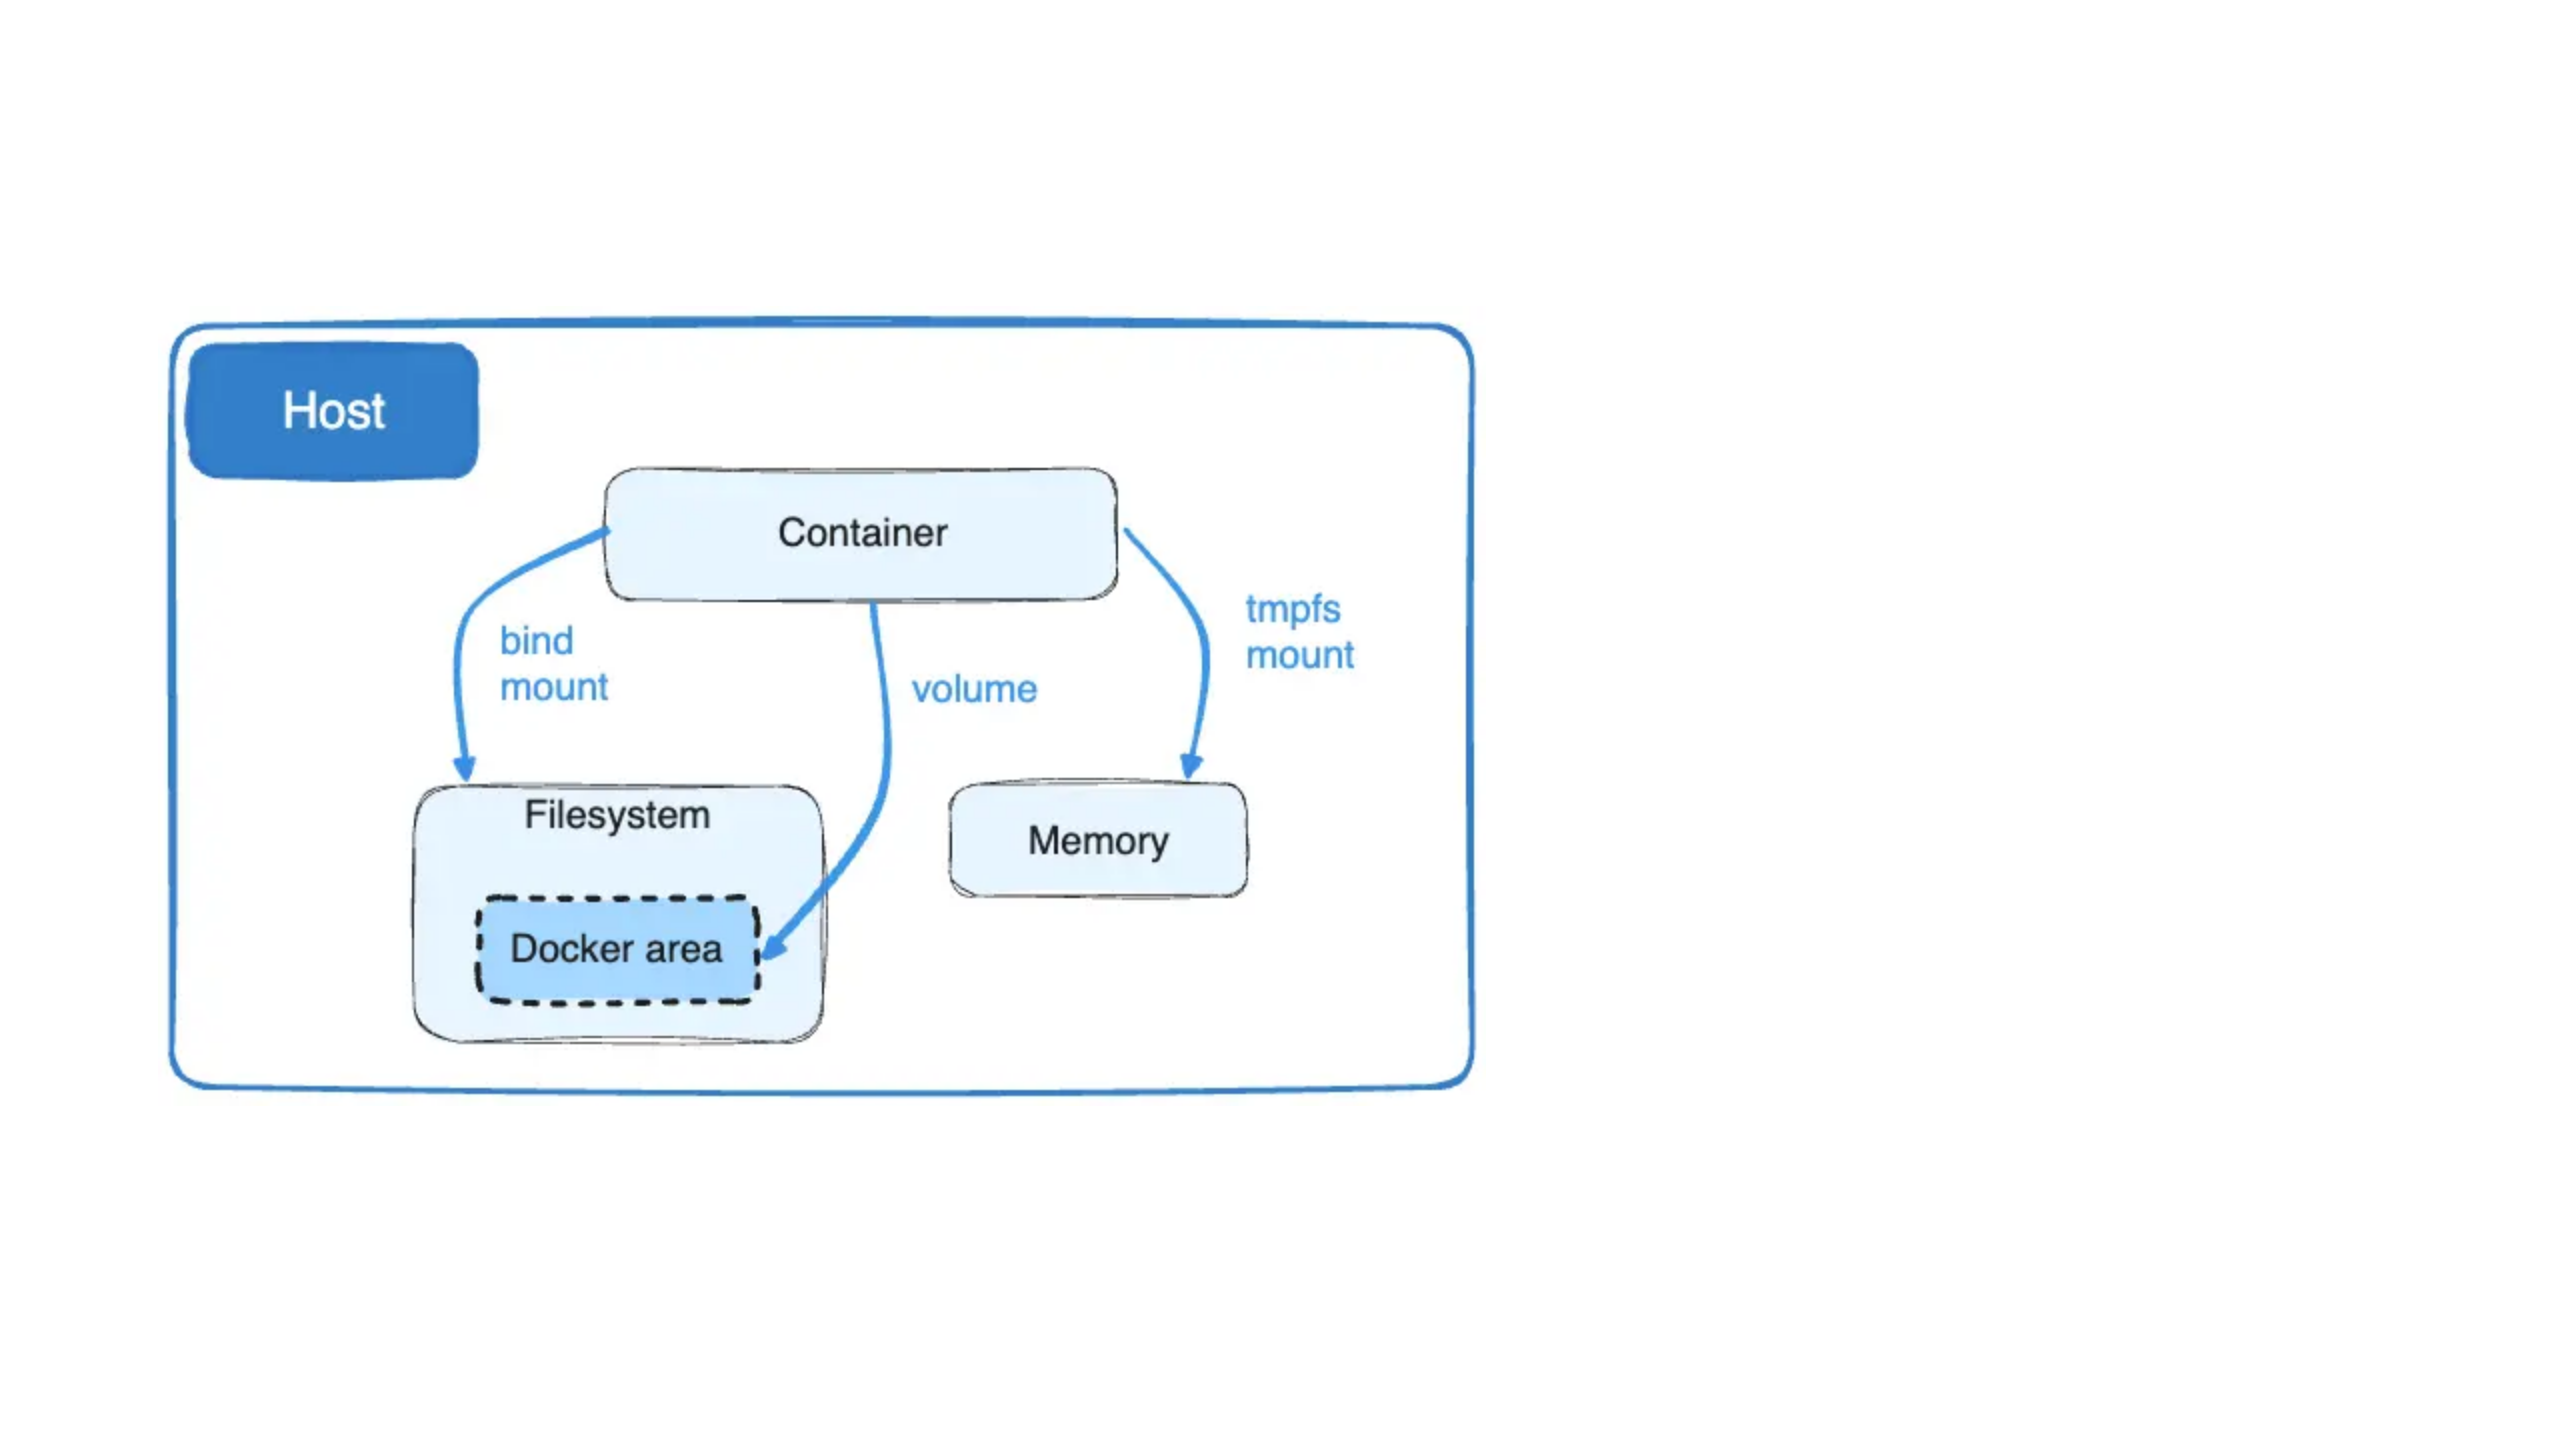 Host
Container
bind
mount
volume
tmpfs
mount
Filesystem
Memory
Docker area